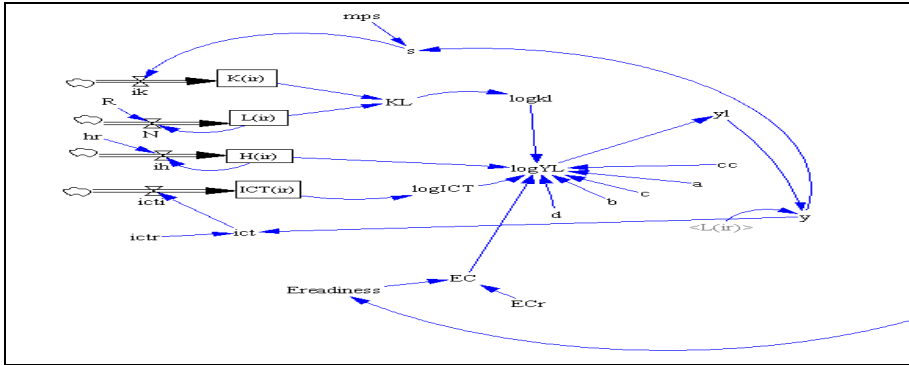 mps
s
K(ir)
ik
KL
logkl
R
L(ir)
N
yl
hr
H(ir)
ih
logYL
cc
ICT(ir)
logICT
a
c
b
d
icti
y
<L(ir)>
ictr
ict
EC
Ereadiness
ECr